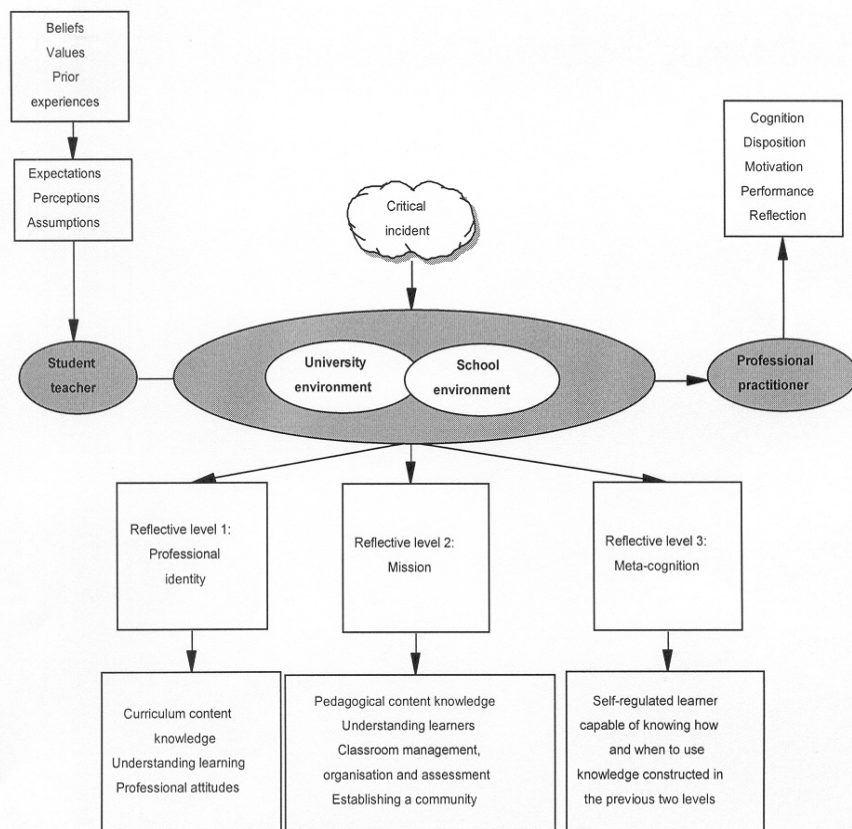 Beliefs
Values
Prior
experiences
Expectations
Perceptions
Assumptions
Critical
incident
Cognition
Disposition
Motivation
Performance
Reflection
Student
teacher
University
environment
School
environment
Professional
practitioner
Reflective level 1:
Professional
identity
Reflective level 2:
Mission
Reflective level 3:
Meta-cognition
Curriculum content
knowledge
Understanding learning
Professional attitudes
Pedagogical content knowledge
Understanding learners
Classroom management,
organisation and assessment
Establishing a community
Self-regulated learner
capable of knowing how
and when to use
knowledge constructed in
the previous two levels